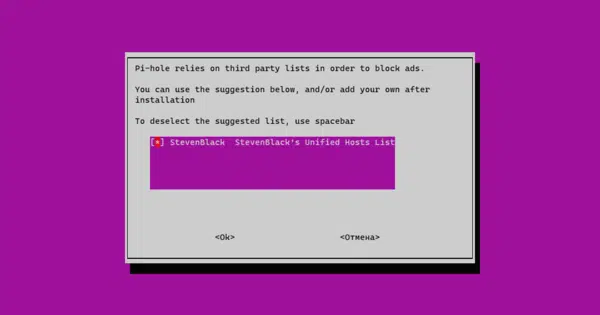 Pi-hole relies on third party lists in order to block ads.
You can use the suggestion below, and/or add your own after
installation
To deselect the suggested list, use spacebar
[*] StevenBlack  StevenBlack's Unified Hosts List
<Ok> <Отмена>